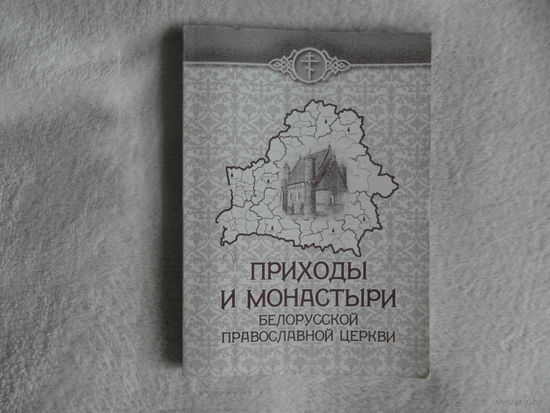 ПРИХОДЫ
И МОНАСТЫРИ
БЕЛОРУССКОЙ
ПРАВОСЛАВНОЙ ЦЕРКВИ